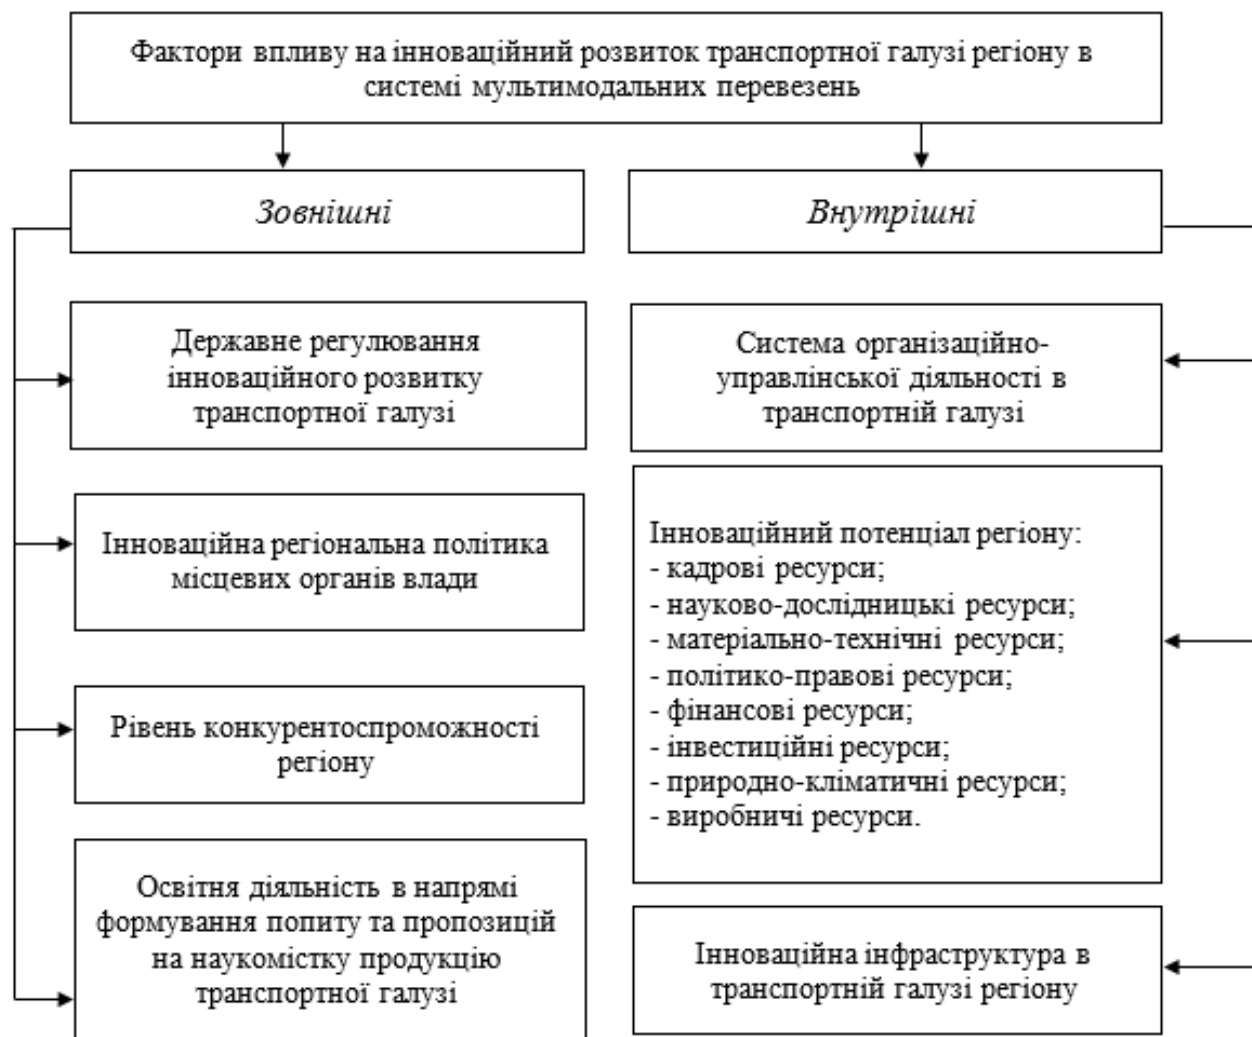 Фактори впливу на інноваційний розвиток транспортної галузі регіону в
системі мультимодальних перевезень
Зовнішні
Внутрішні
Державне регулювання
інноваційного розвитку
транспортної галузі
Інноваційна регіональна політика
місцевих органів влади
Рівень конкурентоспроможності
регіону
Освітня діяльність в напрямі
формування попиту та пропозицій
на наукомістку продукцію
транспортної галузі
Система організаційно-
управлінської діяльності в
транспортній галузі
Інноваційний потенціал регіону:
- кадрові ресурси;
- науково-дослідницькі ресурси;
- матеріально-технічні ресурси;
- політико-правові ресурси;
- фінансові ресурси;
- інвестиційні ресурси;
- природно-кліматичні ресурси;
- виробничі ресурси.
Інноваційна інфраструктура в
транспортній галузі регіону